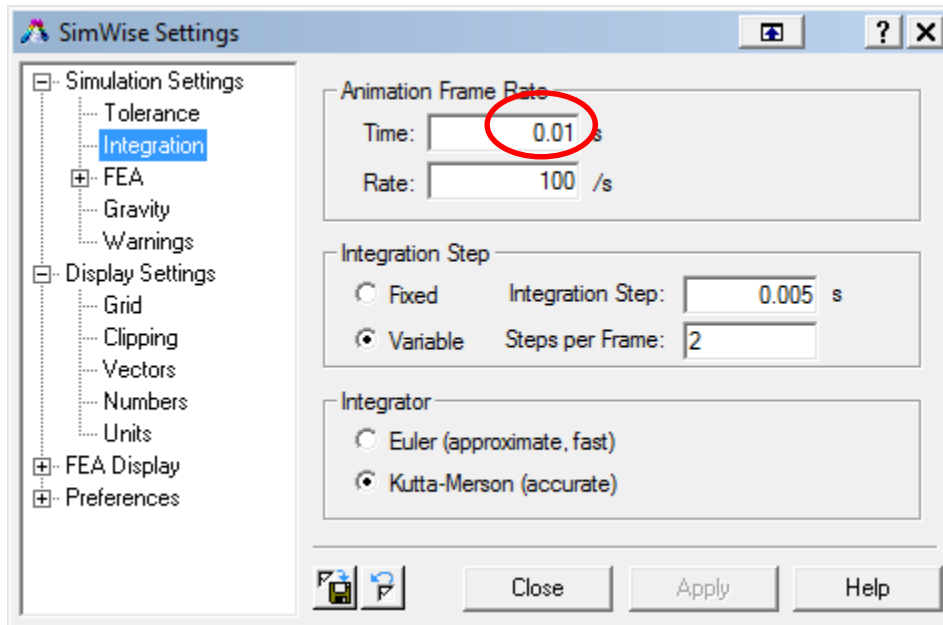 SimWise Settings
?
Simulation Settings
Tolerance
Integration
FEA
Gravity
Warnings
Display Settings
Grid
Clipping
Vectors
Numbers
Units
FEA Display
Preferences
Animation Frame Rate
Time: 0.01 s
Rate: 100 /s
Integration Step
Fixed Integration Step: 0.005 s
Variable Steps per Frame: 2
Integrator
Euler (approximate, fast)
Kutta-Merson (accurate)
Close Apply Help